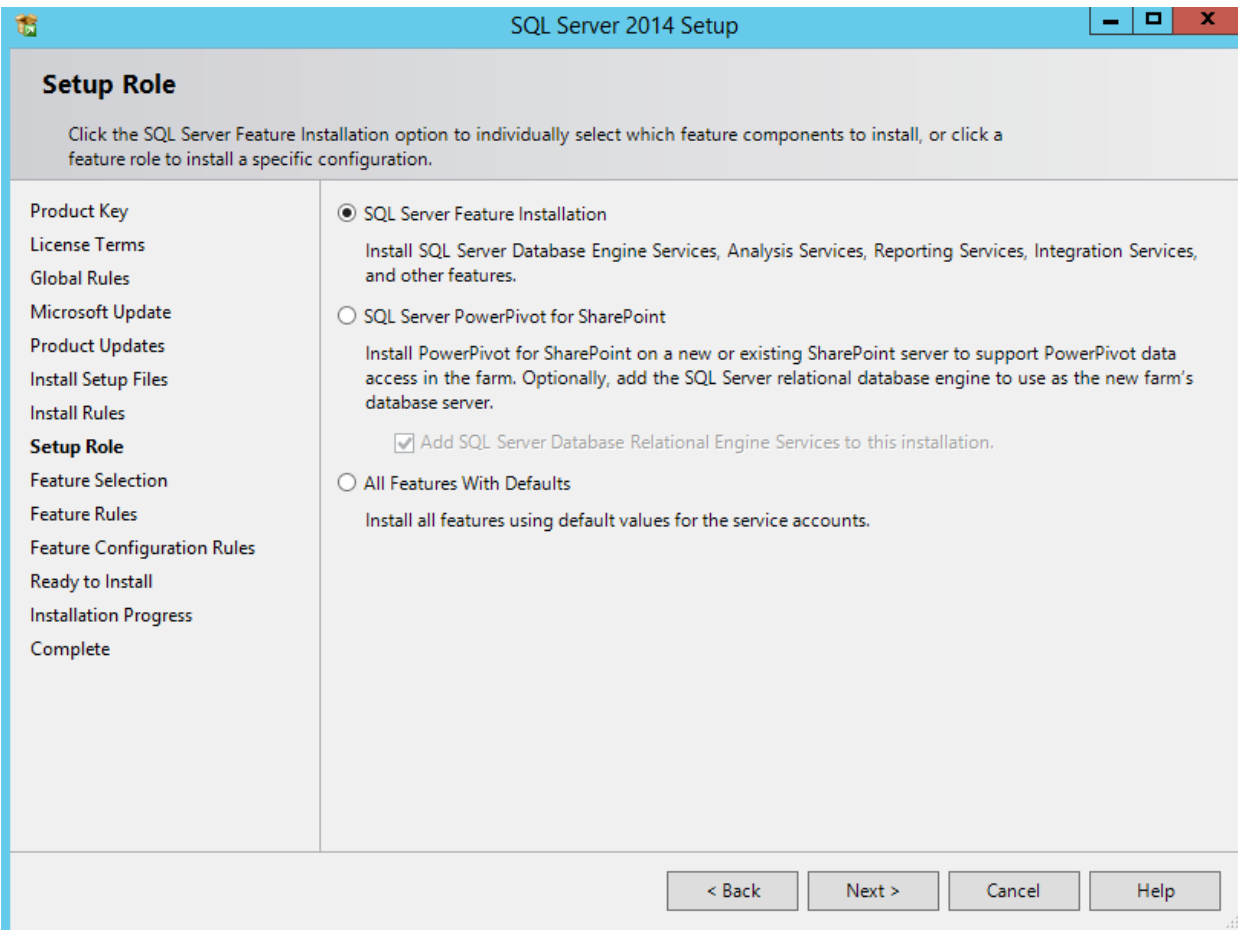 SQL Server 2014 Setup
Setup Role
Click the SQL Server Feature Installation option to individually select which feature components to install, or click a
feature role to install a specific configuration.
Product Key
License Terms
Global Rules
Microsoft Update
Product Updates
Install Setup Files
Install Rules
Setup Role
Feature Selection
Feature Rules
Feature Configuration Rules
Ready to Install
Installation Progress
Complete
SQL Server Feature Installation
Install SQL Server Database Engine Services, Analysis Services, Reporting Services, Integration Services,
and other features.
SQL Server PowerPivot for SharePoint
Install PowerPivot for SharePoint on a new or existing SharePoint server to support PowerPivot data
access in the farm. Optionally, add the SQL Server relational database engine to use as the new farm's
database server.
Add SQL Server Database Relational Engine Services to this installation.
All Features With Defaults
Install all features using default values for the service accounts.
< Back
Next >
Cancel
Help